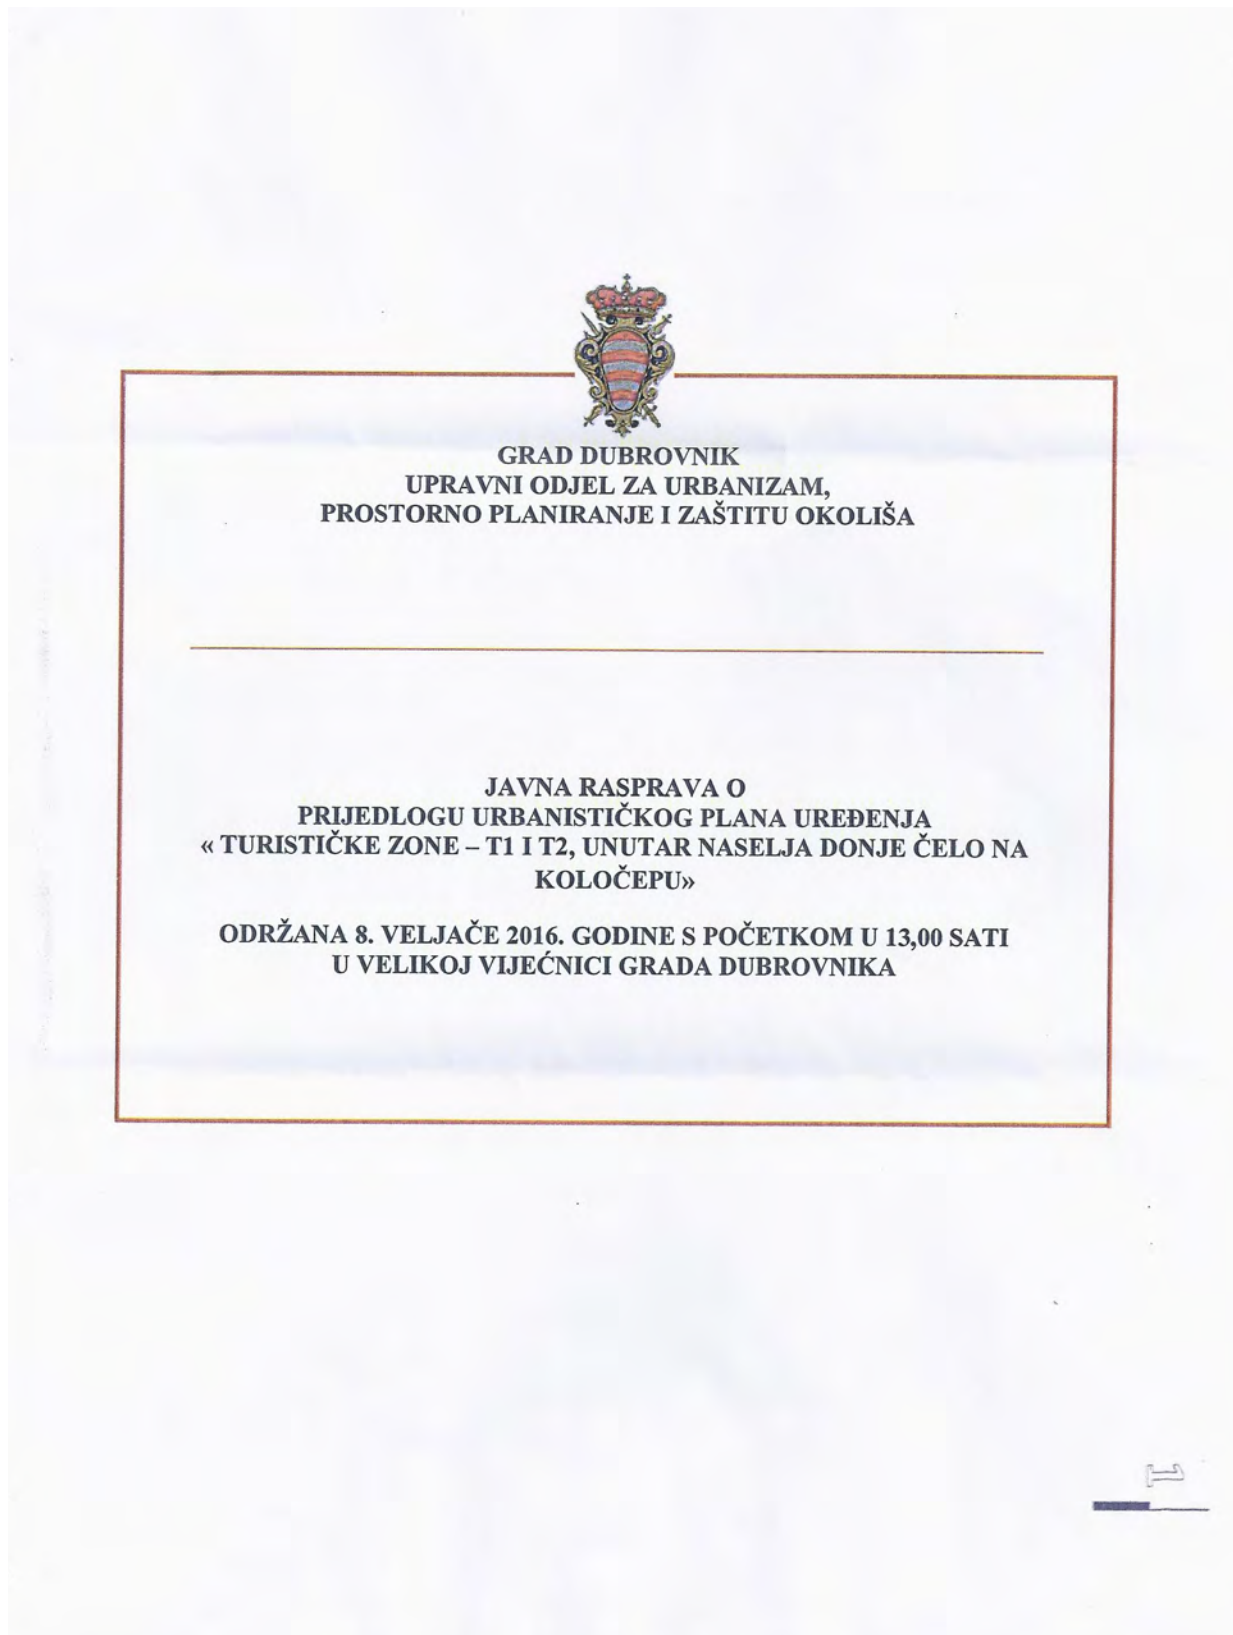 GRAD DUBROVNIK
UPRAVNI ODJEL ZA URBANIZAM,
PROSTORNO PLANIRANJE I ZAŠTITU OKOLIŠA
JAVNA RASPRAVA O
PRIJEDLOGU URBANISTIČKOG PLANA UREĐENJA
« TURISTIČKE ZONE – T1 I T2, UNUTAR NASELJA DONJE ČELO NA
KOLOČEPU»
ODRŽANA 8. VELJAČE 2016. GODINE S POČETKOM U 13,00 SATI
U VELIKOJ VIJEĆNICI GRADA DUBROVNIKA
1